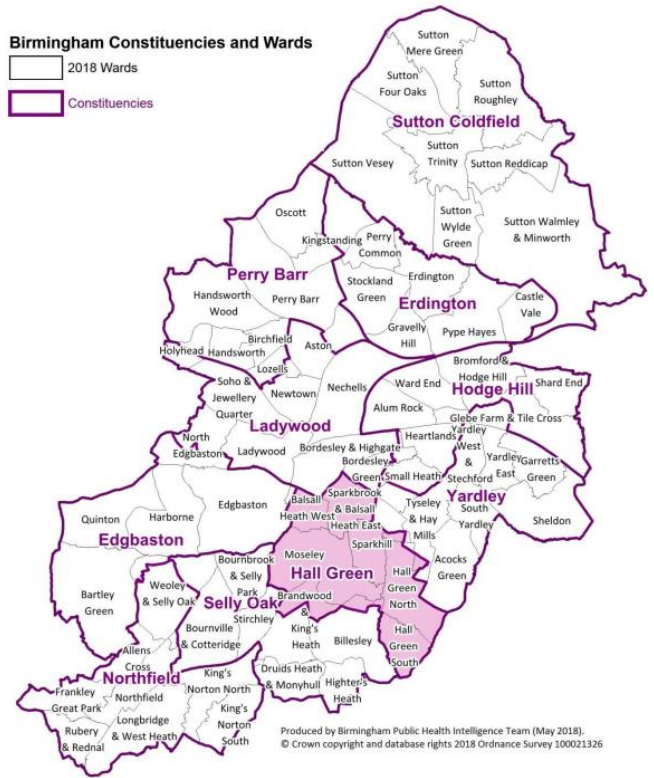 Birmingham Constituencies and Wards
2018 Wards
Constituencies
Sutton
Mere Green
Sutton
Four Oaks
Sutton
Roughley
Sutton Coldfield
Sutton
Trinity
Sutton Vesey
Sutton Reddicap
Sutton
Wylde
Green
Sutton Walmley
& Minworth
Oscott
Kingstanding
Perry
Common
Perry Barr
Stockland
Green
Erdington
Erdington
Handsworth
Wood
Perry Barr
Castle
Vale
Gravelly
Hill
Pype Hayes
Birchfield
Aston
Holyhead
Handsworth
Lozells
Bromford &
Hodge Hill
Hodge Hill
Ward End
Shard End
Soho &
Jewellery
Quarter
Newtown
Nechells
Alum Rock
Glebe Farm & Tile Cross
Ladywood
North
Edgbaston
Ladywood
Bordesley & Highgate
Bordesley
Green
Heartlands
Yardley
West
&
Stechford
Yardley
East
Garretts
Green
Small Heath
Yardley
South
Yardley
Sheldon
Edgbaston
Balsall
Heath West
Sparkbrook
& Balsall
Heath East
Tyseley
& Hay
Mills
Quinton
Harborne
Edgbaston
Sparkhill
Moseley
Hall Green
Acocks
Green
Hall
Green
North
Bournbrook
& Selly
Park
Weoley
& Selly Oak
Selly Oak
Bartley
Green
Stirchley
Brandwood
&
King's
Heath
Bournville
& Cotteridge
Billesley
Hall
Green
South
Allens
Cross
Northfield
King's
Norton North
Druids Heath
& Monyhull
Highter's
Heath
Frankley
Great Park
Northfield
King's
Norton
South
Longbridge
& West Heath
Rubery
& Rednal
Produced by Birmingham Public Health Intelligence Team (May 2018).
© Crown copyright and database rights 2018 Ordnance Survey 100021326